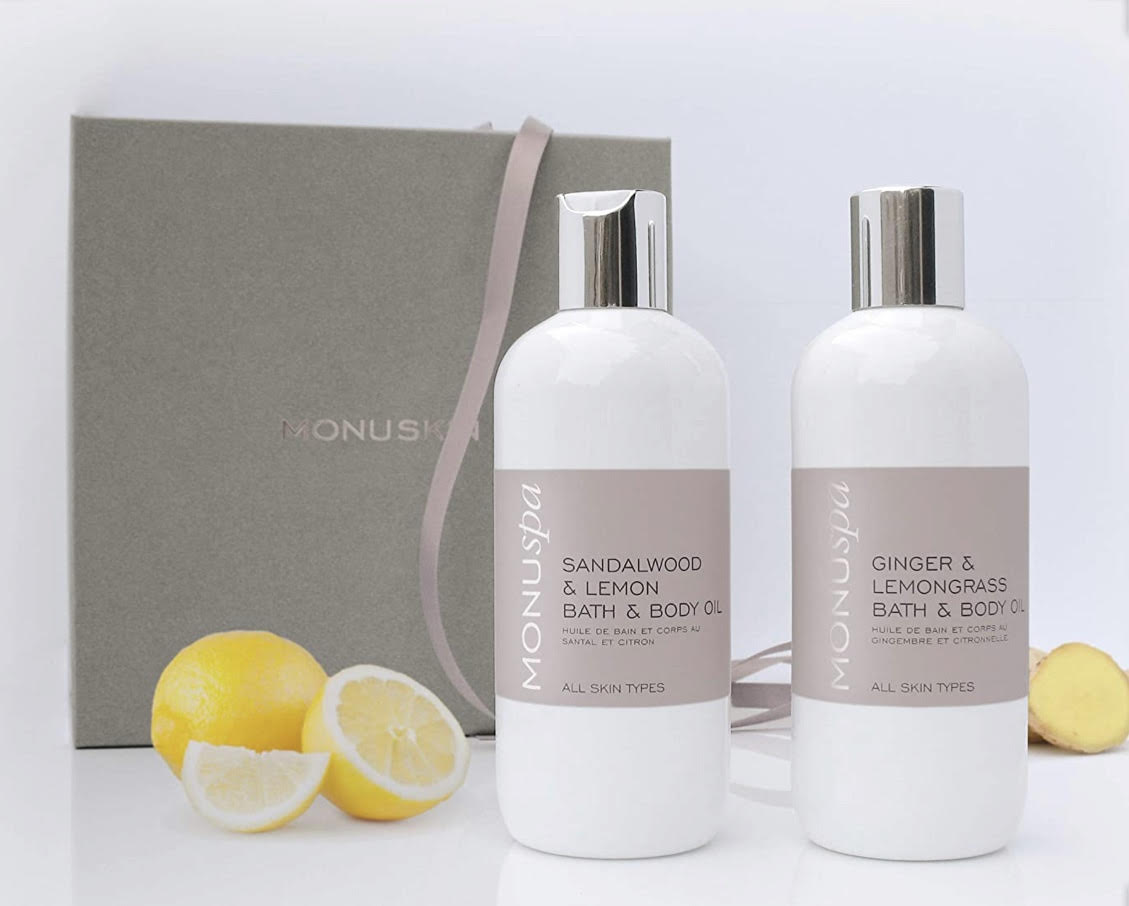 MONUSKIN
MONUspa
SANDALWOOD
& LEMON
BATH & BODY OIL
HUILE DE BAIN ET CORPS AU
SANTAL ET CITRON
ALL SKIN TYPES
MONUspa
GINGER &
LEMONGRASS
BATH & BODY OIL
HUILE DE BAIN ET CORPS AU
GINGEMBRE ET CITRONNELLE
ALL SKIN TYPES